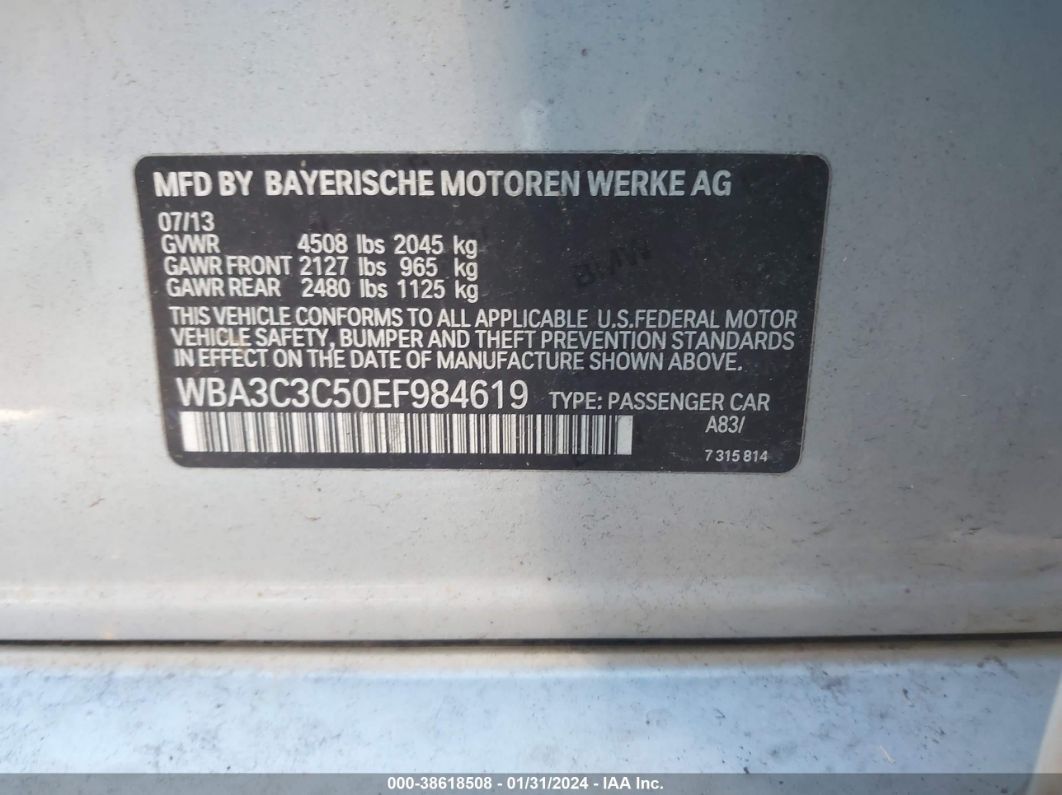 MFD BY BAYERISCHE MOTOREN WERKE AG
07/13
GVWR 4508 lbs 2045 kg
GAWR FRONT 2127 lbs 965 kg
GAWR REAR 2480 lbs 1125 kg
THIS VEHICLE CONFORMS TO ALL APPLICABLE U.S.FEDERAL MOTOR
VEHICLE SAFETY, BUMPER AND THEFT PREVENTION STANDARDS
IN EFFECT ON THE DATE OF MANUFACTURE SHOWN ABOVE.
WBA3C3C50EF984619 TYPE: PASSENGER CAR
A83/
7 315 814
000-38618508 - 01/31/2024 - IAA Inc.